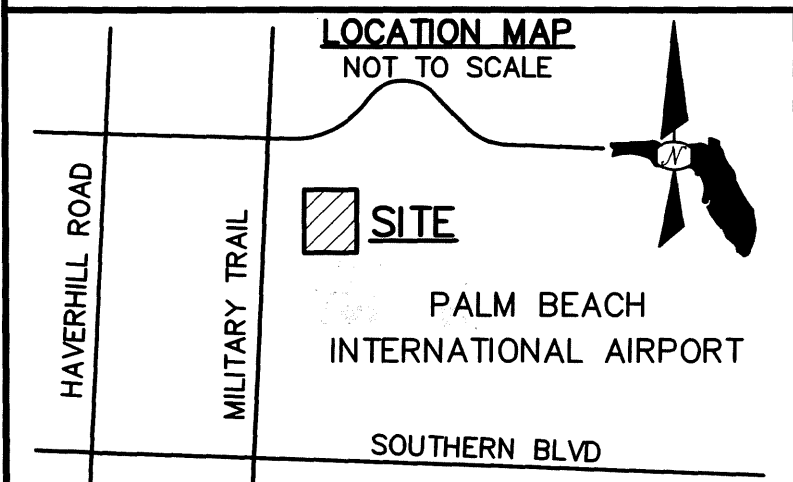 LOCATION MAP
NOT TO SCALE
N
HAVERHILL ROAD
MILITARY TRAIL
SITE
PALM BEACH
INTERNATIONAL AIRPORT
SOUTHERN BLVD